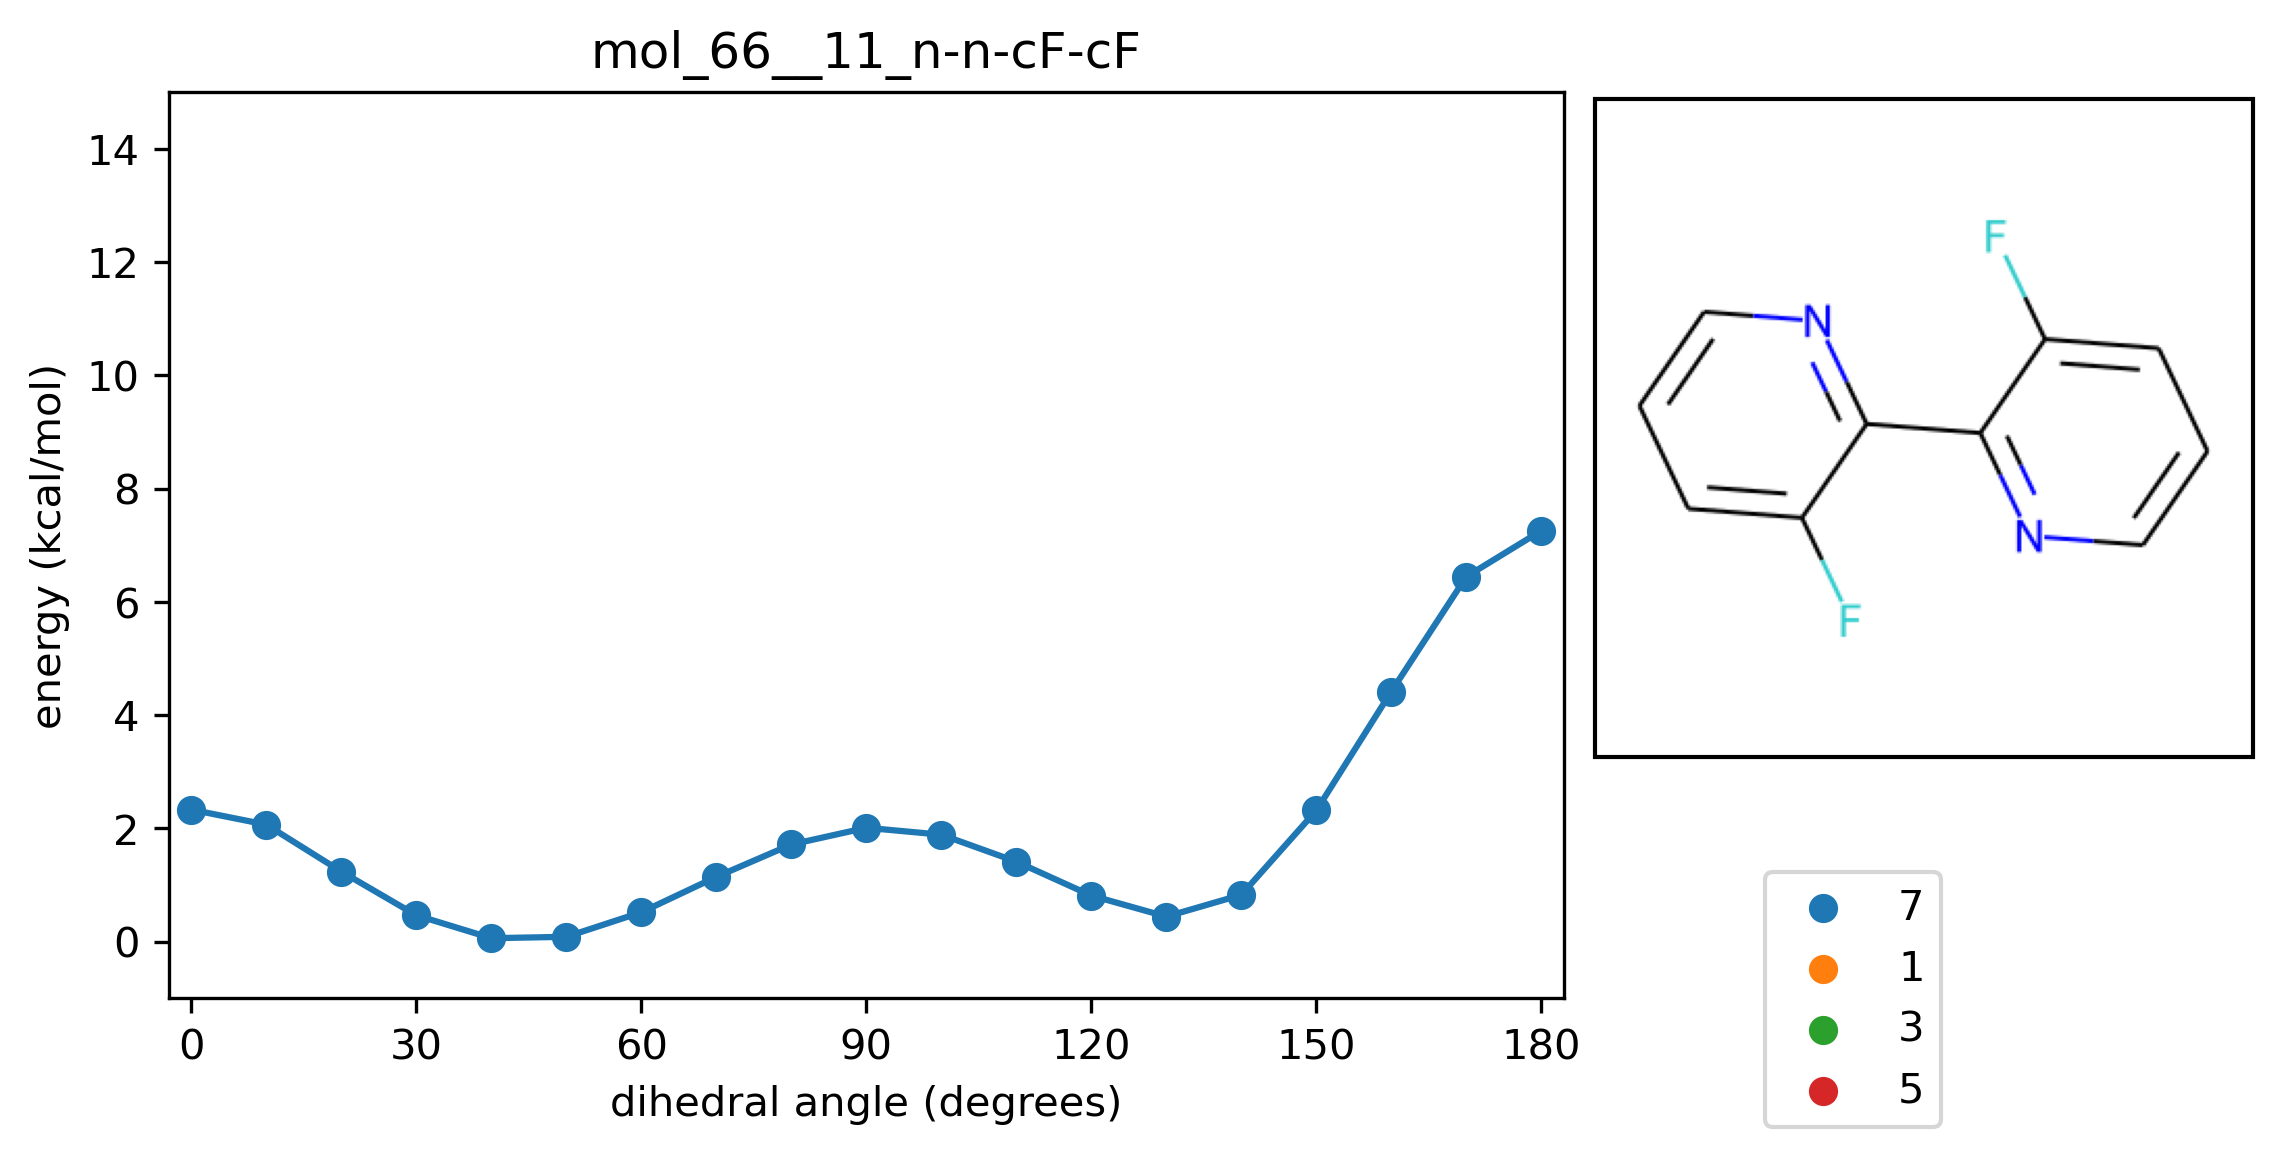 mol_66__11_n-n-cF-cF
14
12
10
8
6
4
2
0
energy (kcal/mol)
0 30 60 90 120 150 180
dihedral angle (degrees)
F
N
N
F
7
1
3
5